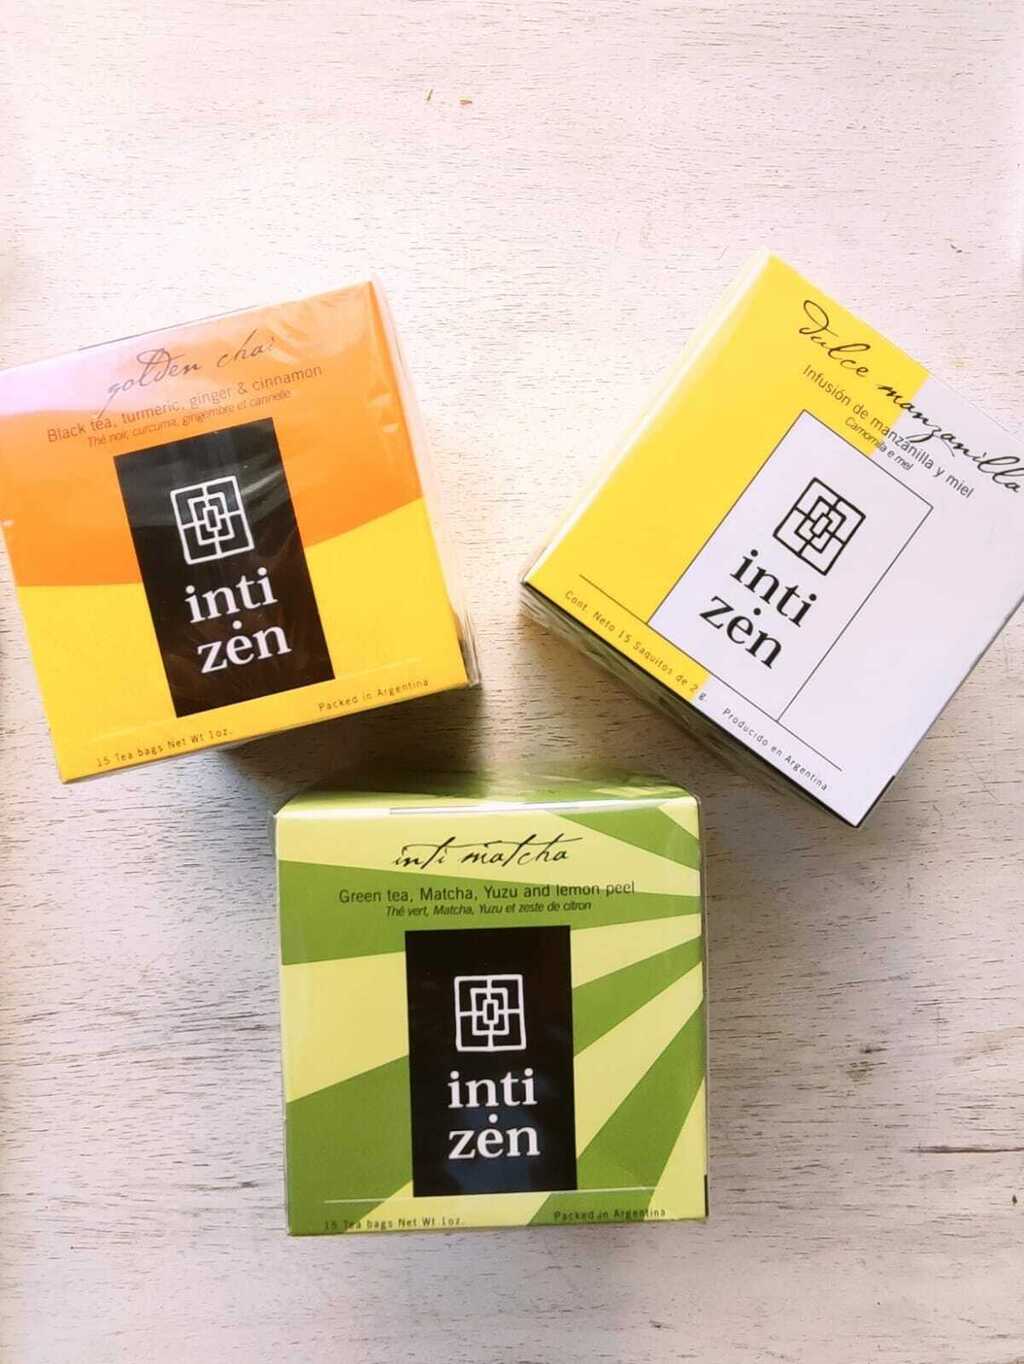 golden chai
Black tea, turmeric, ginger & cinnamon
Thé noir, curcuma, gingembre et cannelle
inti
zen
15 Tea bags Net Wt 1oz.
Packed in Argentina
dulce manzanilla
Infusión de manzanilla y miel
Camomila e mel
inti
zen
Cont. Neto 15 Saquitos de 2 g.
Producido en Argentina
inti matcha
Green tea, Matcha, Yuzu and lemon peel
Thé vert, Matcha, Yuzu et zeste de citron
inti
zen
15 Tea bags Net Wt 1oz.
Packed in Argentina